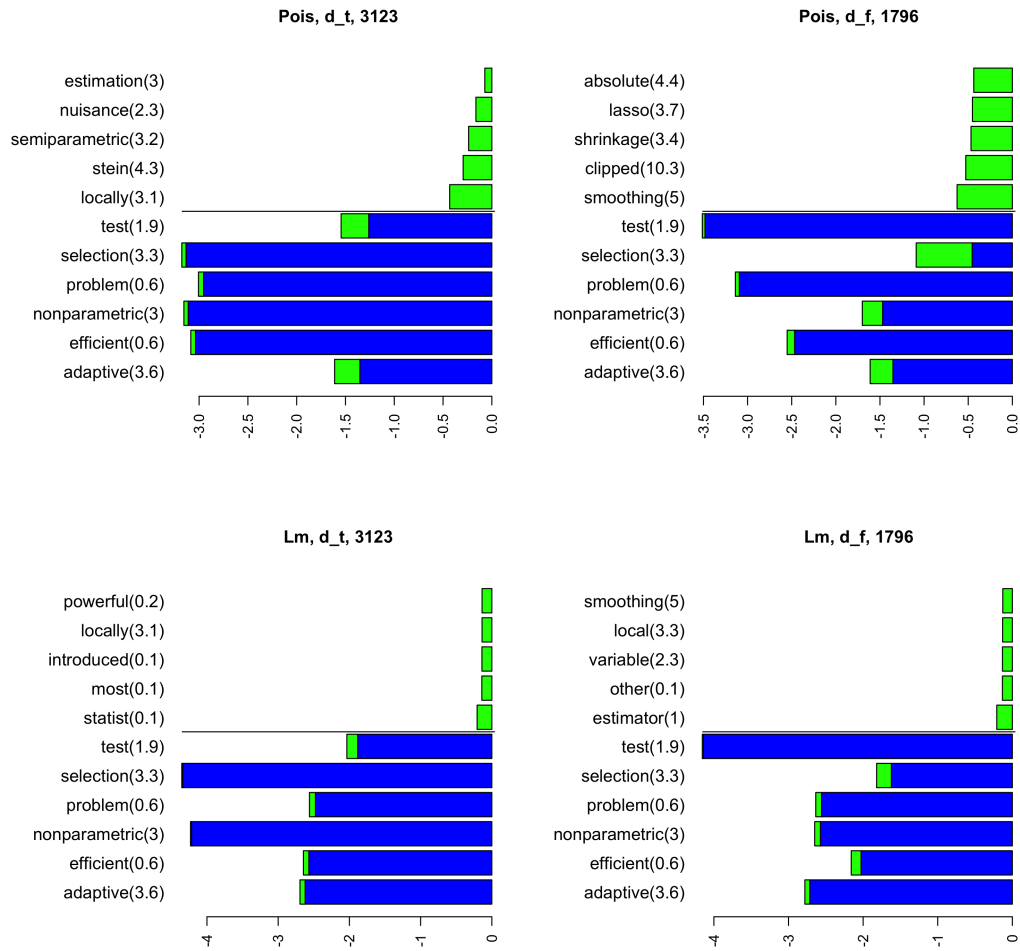 Pois, d_t, 3123
estimation(3)
nuisance(2.3)
semiparametric(3.2)
stein(4.3)
locally(3.1)
test(1.9)
selection(3.3)
problem(0.6)
nonparametric(3)
efficient(0.6)
adaptive(3.6)
-3.0 -2.5 -2.0 -1.5 -1.0 -0.5 0.0
Pois, d_f, 1796
absolute(4.4)
lasso(3.7)
shrinkage(3.4)
clipped(10.3)
smoothing(5)
test(1.9)
selection(3.3)
problem(0.6)
nonparametric(3)
efficient(0.6)
adaptive(3.6)
-3.5 -3.0 -2.5 -2.0 -1.5 -1.0 -0.5 0.0
Lm, d_t, 3123
powerful(0.2)
locally(3.1)
introduced(0.1)
most(0.1)
statist(0.1)
test(1.9)
selection(3.3)
problem(0.6)
nonparametric(3)
efficient(0.6)
adaptive(3.6)
-4 -3 -2 -1 0
Lm, d_f, 1796
smoothing(5)
local(3.3)
variable(2.3)
other(0.1)
estimator(1)
test(1.9)
selection(3.3)
problem(0.6)
nonparametric(3)
efficient(0.6)
adaptive(3.6)
-4 -3 -2 -1 0